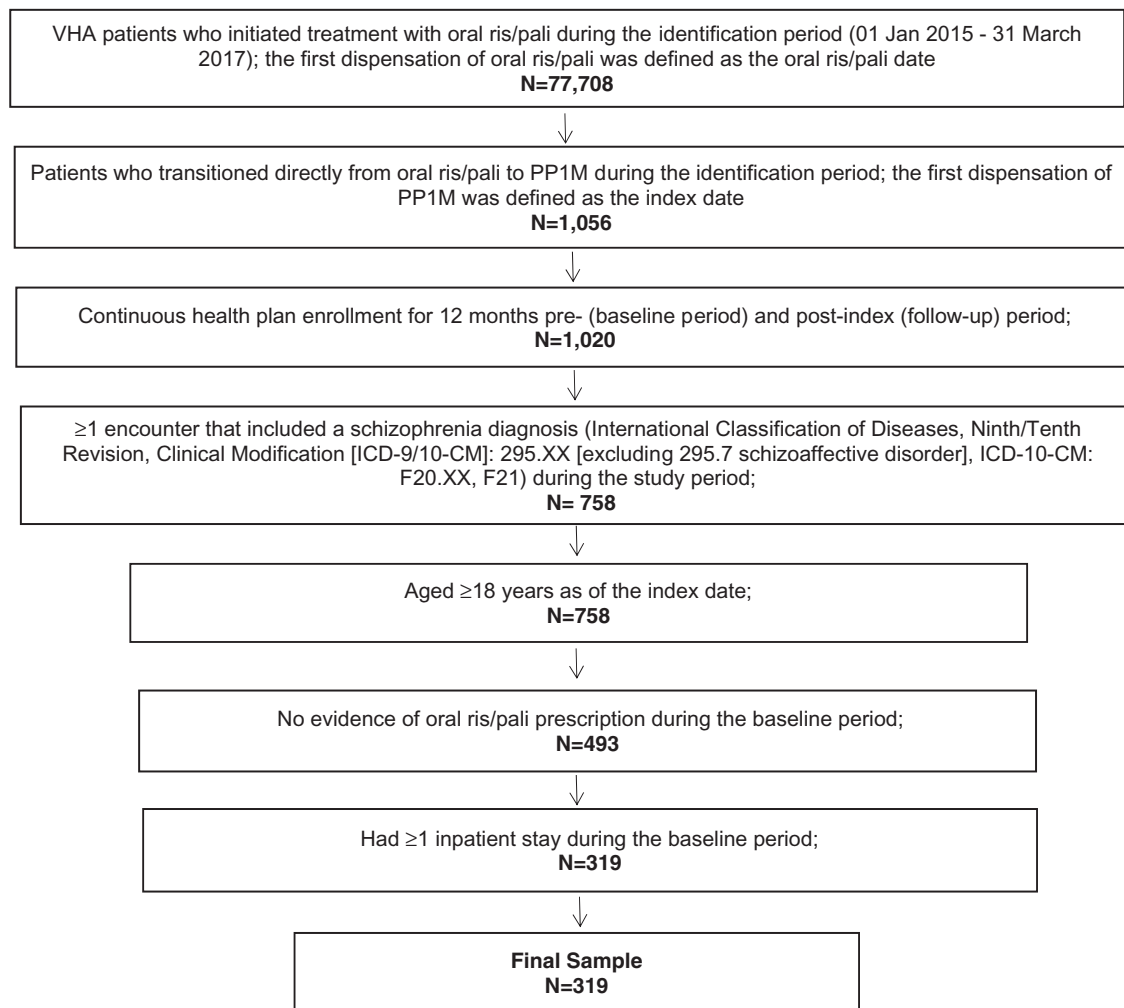 VHA patients who initiated treatment with oral ris/pali during the identification period (01 Jan 2015 - 31 March
2017); the first dispensation of oral ris/pali was defined as the oral ris/pali date
N=77,708
Patients who transitioned directly from oral ris/pali to PP1M during the identification period; the first dispensation of
PP1M was defined as the index date
N=1,056
Continuous health plan enrollment for 12 months pre- (baseline period) and post-index (follow-up) period;
N=1,020
≥1 encounter that included a schizophrenia diagnosis (International Classification of Diseases, Ninth/Tenth
Revision, Clinical Modification [ICD-9/10-CM]: 295.XX [excluding 295.7 schizoaffective disorder], ICD-10-CM:
F20.XX, F21) during the study period;
N= 758
Aged ≥18 years as of the index date;
N=758
No evidence of oral ris/pali prescription during the baseline period;
N=493
Had ≥1 inpatient stay during the baseline period;
N=319
Final Sample
N=319